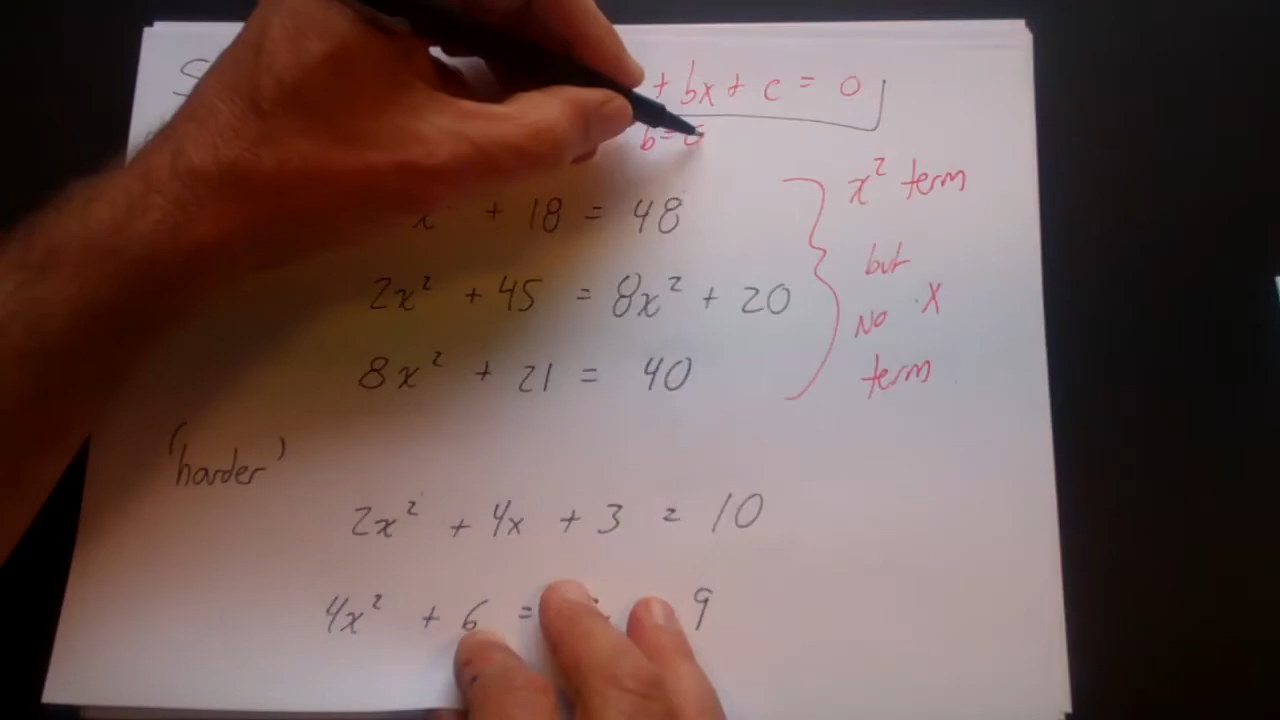 + bx + c = 0
b=0
x + 18 = 48
2x² + 45 = 8x² + 20
8x² + 21 = 40
x² term
but
no x
term
'harder'
2x² + 4x + 3 = 10
4x² + 6 = 9